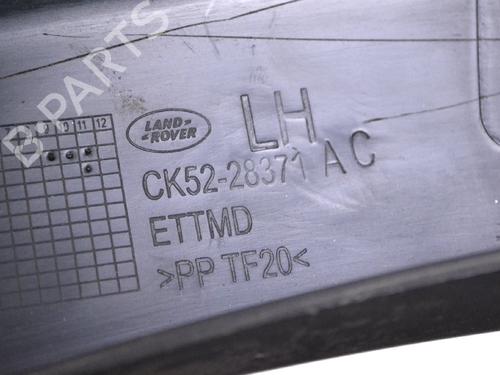 9 10 11 12
LAND ROVER
LH
CK52-28371 AC
ETTMD
>PP TF20<
B-PARTS